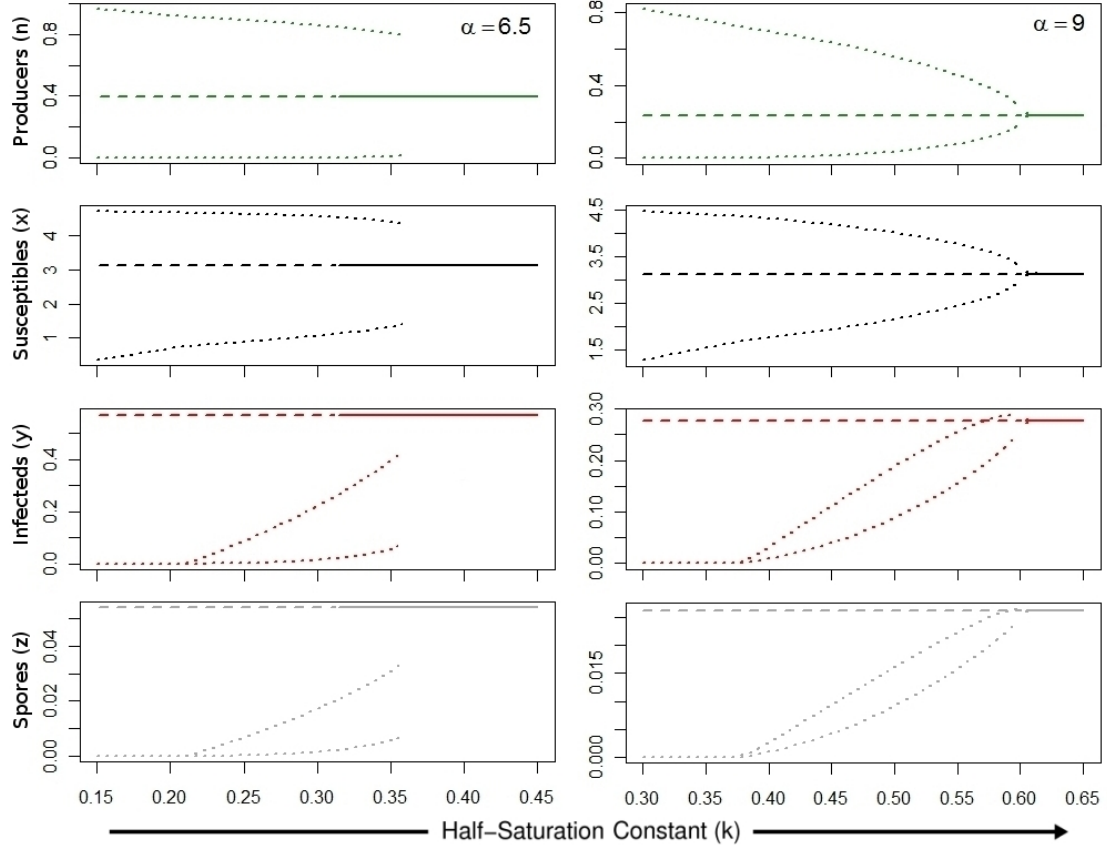 α = 6.5
α = 9
Producers (n)
0.0 0.4 0.8
0.0 0.4 0.8
Susceptibles (x)
1 2 3 4
1.5 2.5 3.5 4.5
Infecteds (y)
0.0 0.2 0.4
0.00 0.10 0.20 0.30
Spores (z)
0.00 0.02 0.04
0.000 0.015
0.15 0.20 0.25 0.30 0.35 0.40 0.45
0.30 0.35 0.40 0.45 0.50 0.55 0.60 0.65
Half−Saturation Constant (k)